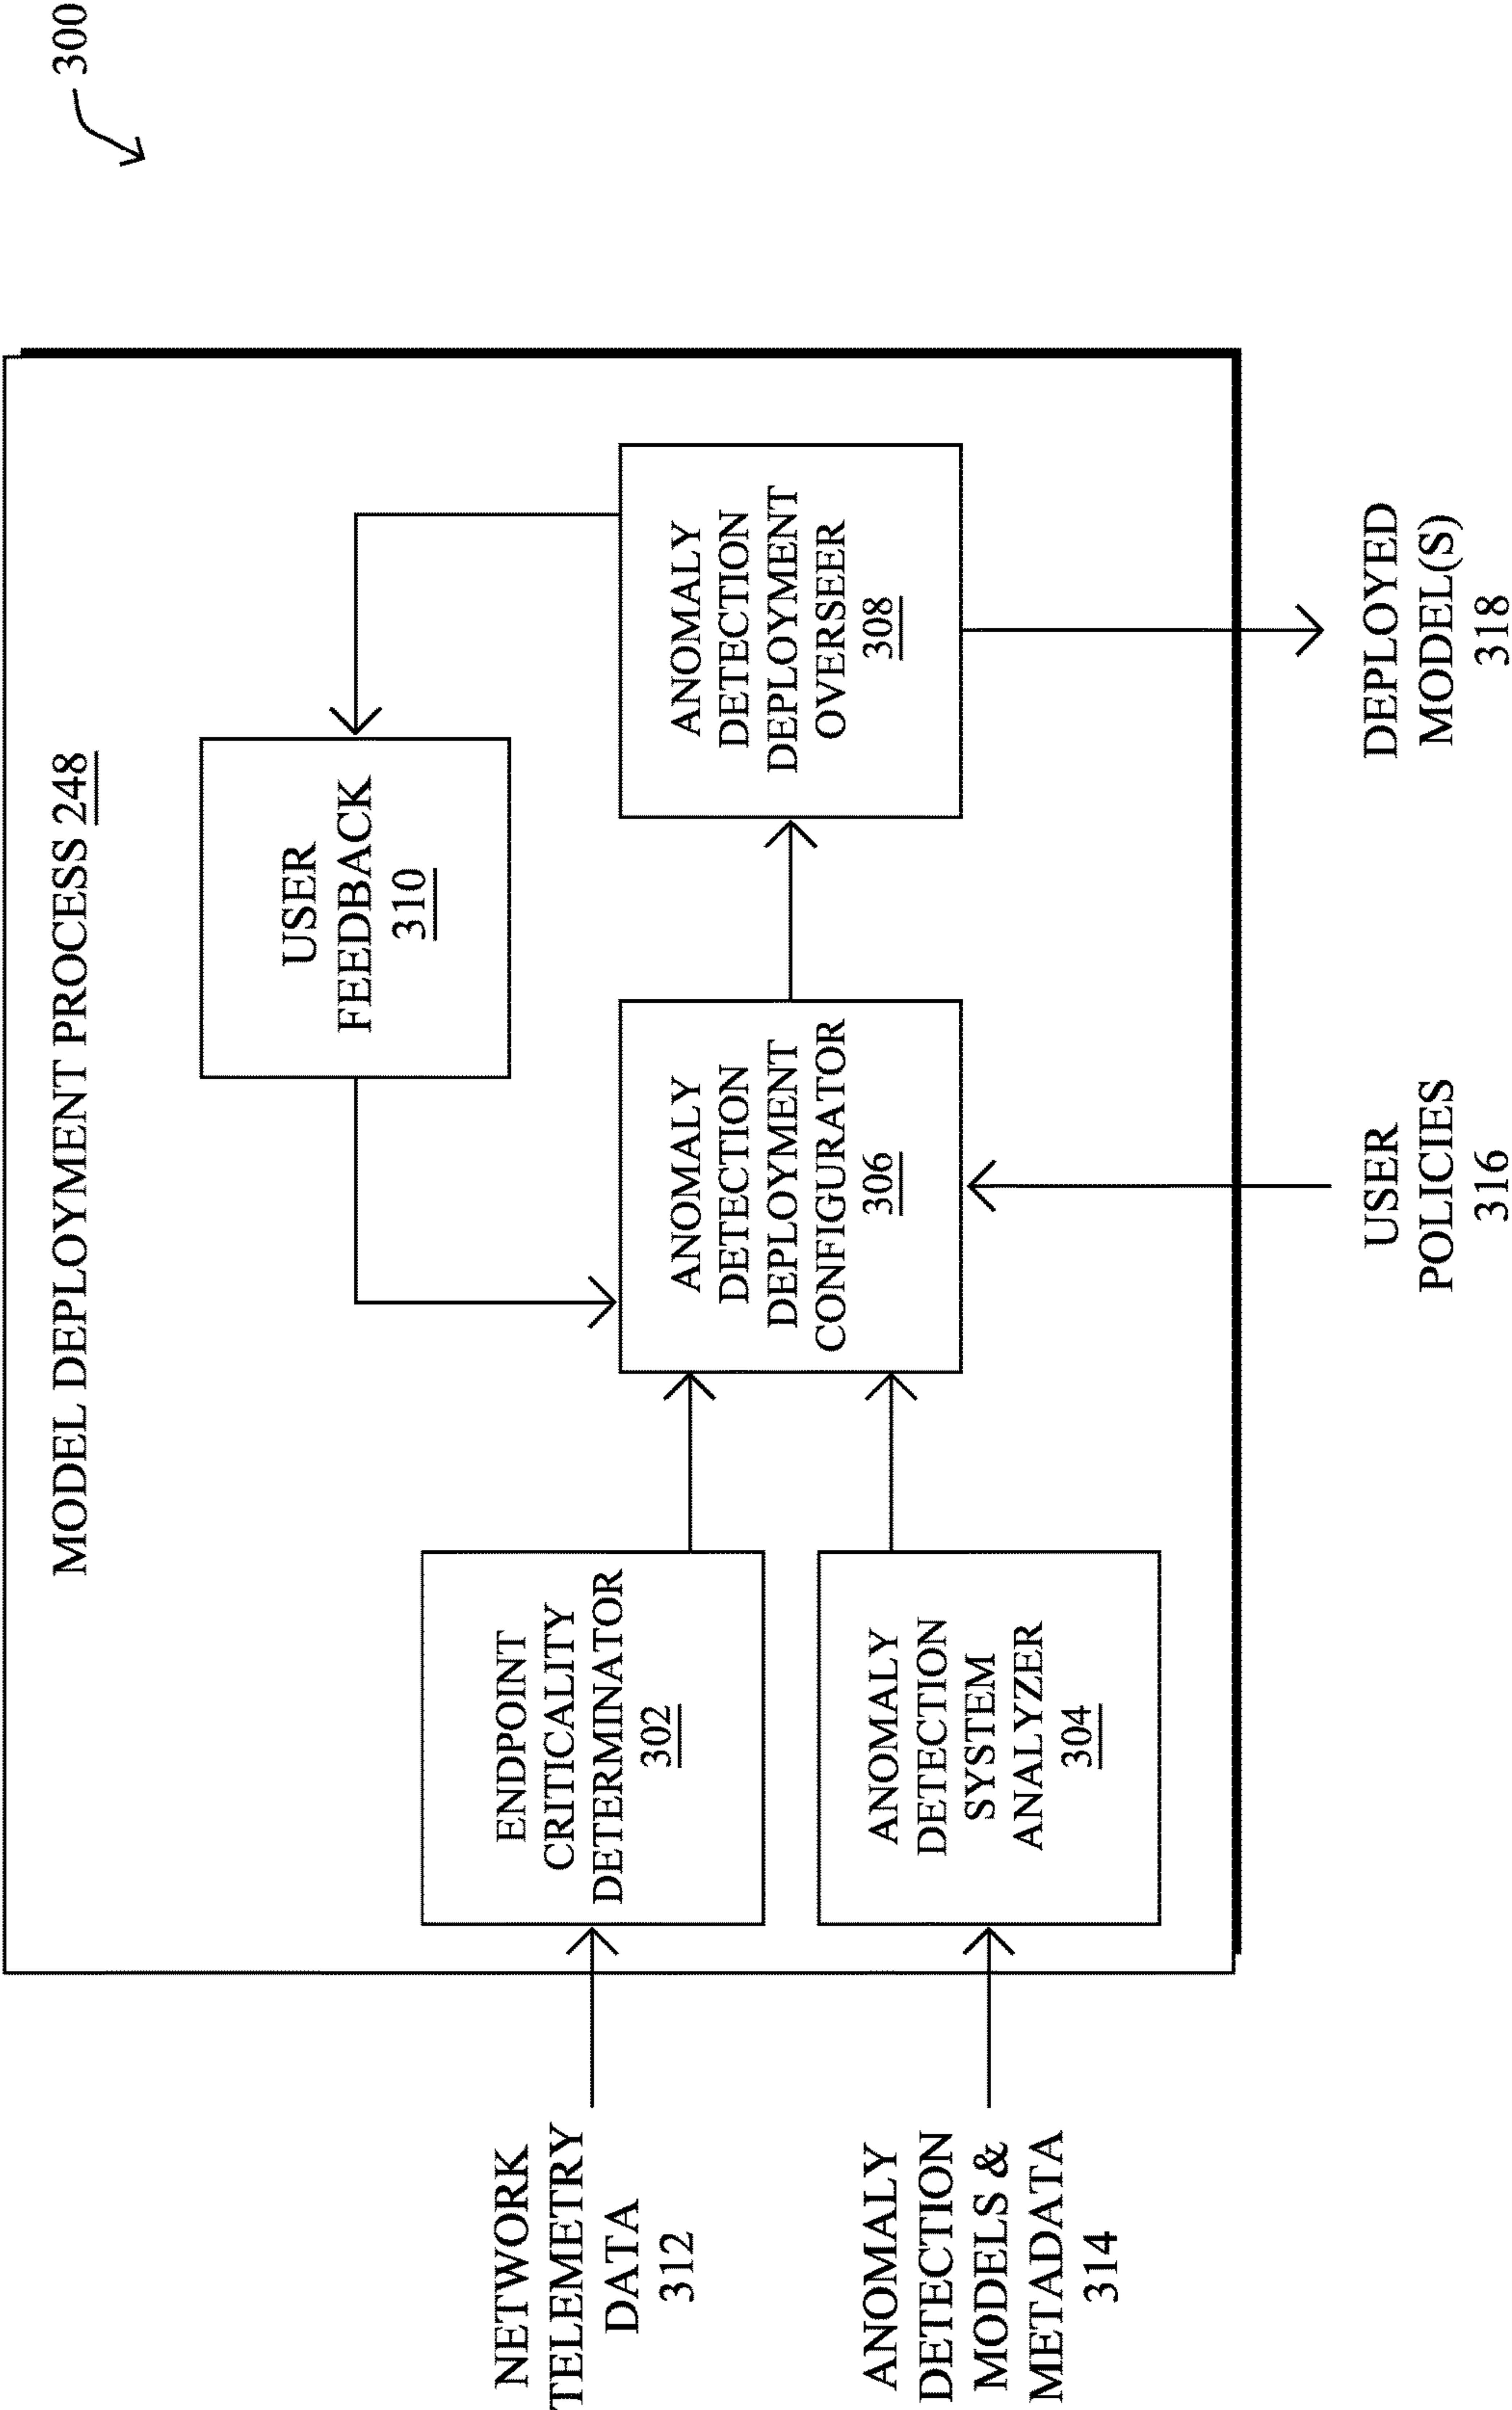 300
MODEL DEPLOYMENT PROCESS 248
USER
FEEDBACK
310
NETWORK
TELEMETRY
DATA
312
ENDPOINT
CRITICALITY
DETERMINATOR
302
ANOMALY
DETECTION
DEPLOYMENT
CONFIGURATOR
306
ANOMALY
DETECTION
DEPLOYMENT
OVERSEER
308
ANOMALY
DETECTION
MODELS &
METADATA
314
ANOMALY
DETECTION
SYSTEM
ANALYZER
304
USER
POLICIES
316
DEPLOYED
MODEL(S)
318